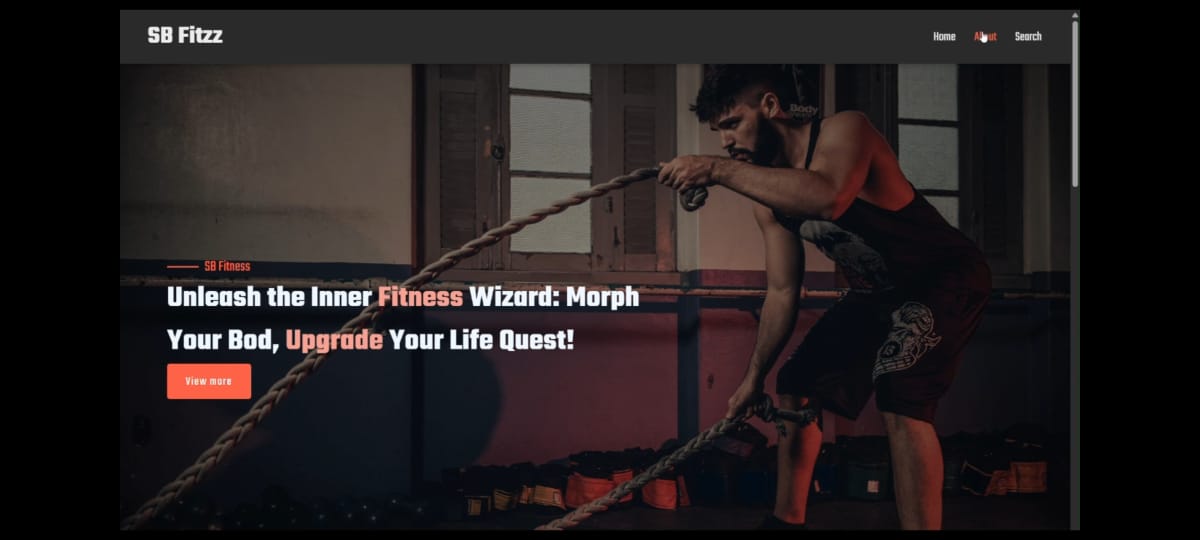 SB Fitzz
Home About Search
SB Fitness
Unleash the Inner Fitness Wizard: Morph
Your Bod, Upgrade Your Life Quest!
View more
Body